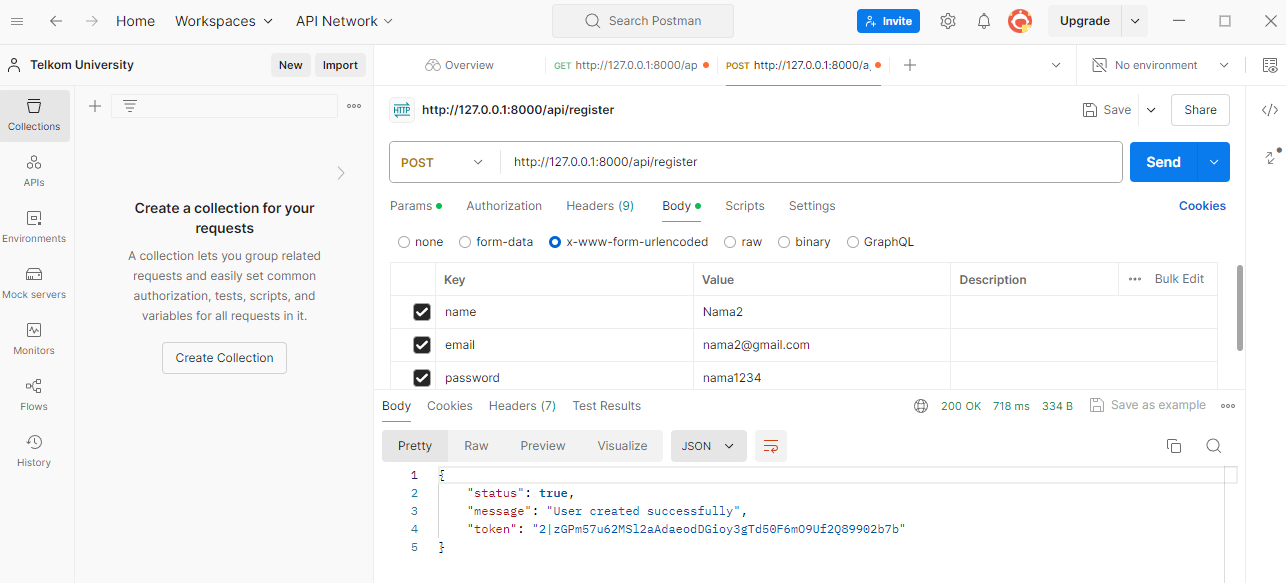 Home Workspaces API Network Search Postman Invite Upgrade
Telkom University New Import Overview GET http://127.0.0.1:8000/ap POST http://127.0.0.1:8000/a No environment
Collections
APIs
Environments
Mock servers
Monitors
Flows
History
Create a collection for your
requests
A collection lets you group related
requests and easily set common
authorization, tests, scripts, and
variables for all requests in it.
Create Collection
HTTP http://127.0.0.1:8000/api/register Save Share
POST http://127.0.0.1:8000/api/register Send
Params Authorization Headers (9) Body Scripts Settings Cookies
none form-data x-www-form-urlencoded raw binary GraphQL
Key Value Description Bulk Edit
name Nama2
email nama2@gmail.com
password nama1234
Body Cookies Headers (7) Test Results 200 OK 718 ms 334 B Save as example
Pretty Raw Preview Visualize JSON
1 {
2 "status": true,
3 "message": "User created successfully",
4 "token": "2|zGPm57u62MSl2aAdaeodDGioy3gTd50F6mO9Uf2Q89902b7b"
5 }